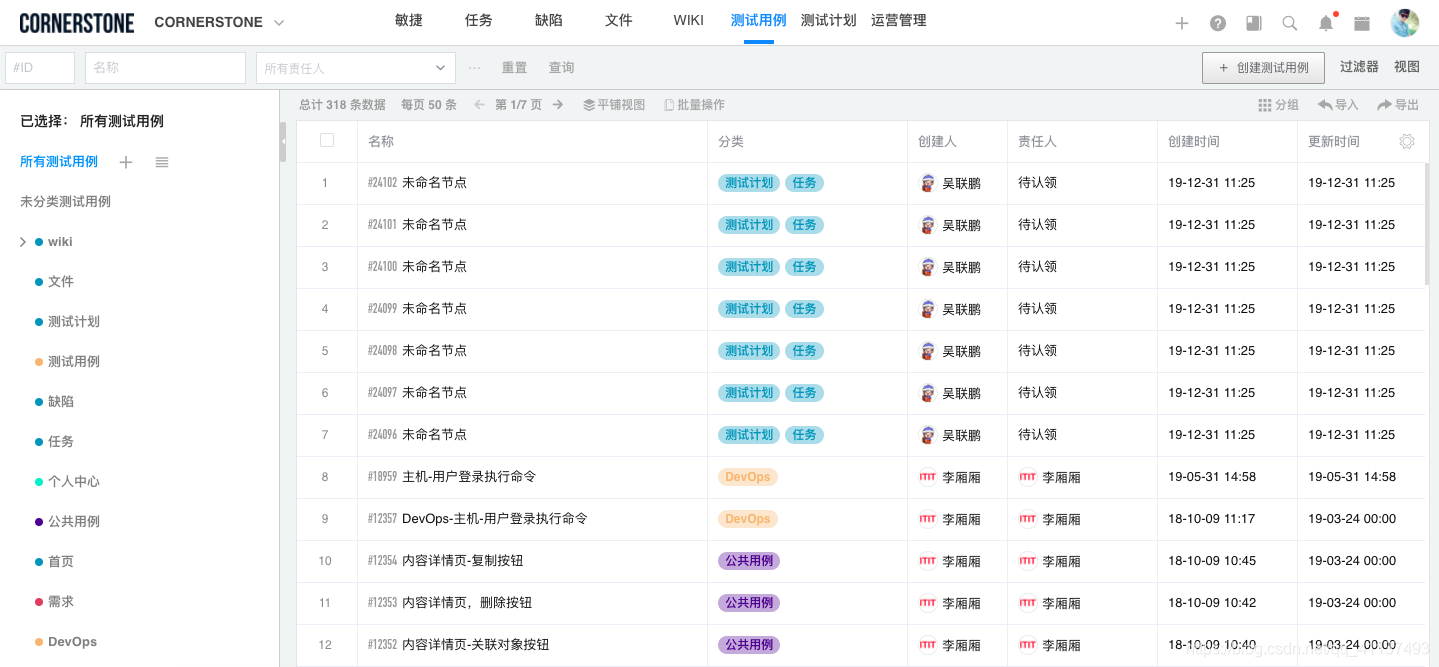 CORNERSTONE CORNERSTONE 敏捷 任务 缺陷 文件 WIKI 测试用例 测试计划 运营管理
#ID 名称 所有责任人 ··· 重置 查询 + 创建测试用例 过滤器 视图
总计 318 条数据 每页 50 条 第 1/7 页 平铺视图 批量操作 分组 导入 导出
已选择： 所有测试用例
所有测试用例
未分类测试用例
wiki
文件
测试计划
测试用例
缺陷
任务
个人中心
公共用例
首页
需求
DevOps
名称 分类 创建人 责任人 创建时间 更新时间
1 #24102 未命名节点 测试计划 任务 吴联鹏 待认领 19-12-31 11:25 19-12-31 11:25
2 #24101 未命名节点 测试计划 任务 吴联鹏 待认领 19-12-31 11:25 19-12-31 11:25
3 #24100 未命名节点 测试计划 任务 吴联鹏 待认领 19-12-31 11:25 19-12-31 11:25
4 #24099 未命名节点 测试计划 任务 吴联鹏 待认领 19-12-31 11:25 19-12-31 11:25
5 #24098 未命名节点 测试计划 任务 吴联鹏 待认领 19-12-31 11:25 19-12-31 11:25
6 #24097 未命名节点 测试计划 任务 吴联鹏 待认领 19-12-31 11:25 19-12-31 11:25
7 #24096 未命名节点 测试计划 任务 吴联鹏 待认领 19-12-31 11:25 19-12-31 11:25
8 #18959 主机-用户登录执行命令 DevOps ITIT 李厢厢 ITIT 李厢厢 19-05-31 14:58 19-05-31 14:58
9 #12357 DevOps-主机-用户登录执行命令 DevOps ITIT 李厢厢 ITIT 李厢厢 18-10-09 11:17 19-03-24 00:00
10 #12354 内容详情页-复制按钮 公共用例 ITIT 李厢厢 ITIT 李厢厢 18-10-09 10:45 19-03-24 00:00
11 #12353 内容详情页，删除按钮 公共用例 ITIT 李厢厢 ITIT 李厢厢 18-10-09 10:42 19-03-24 00:00
12 #12352 内容详情页-关联对象按钮 公共用例 ITIT 李厢厢 ITIT 李厢厢 18-10-09 10:40 19-03-24 00:00